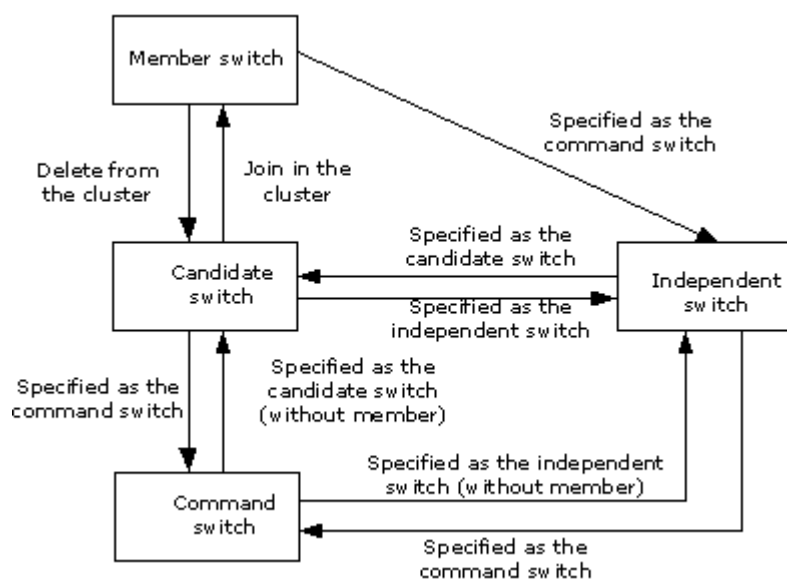 Member switch
Specified as the
command switch
Delete from
the cluster
Join in the
cluster
Specified as the
candidate switch
Candidate
switch
Independent
switch
Specified as the
independent switch
Specified as the
command switch
Specified as the
candidate switch
(without member)
Specified as the independent
switch (without member)
Command
switch
Specified as the
command switch